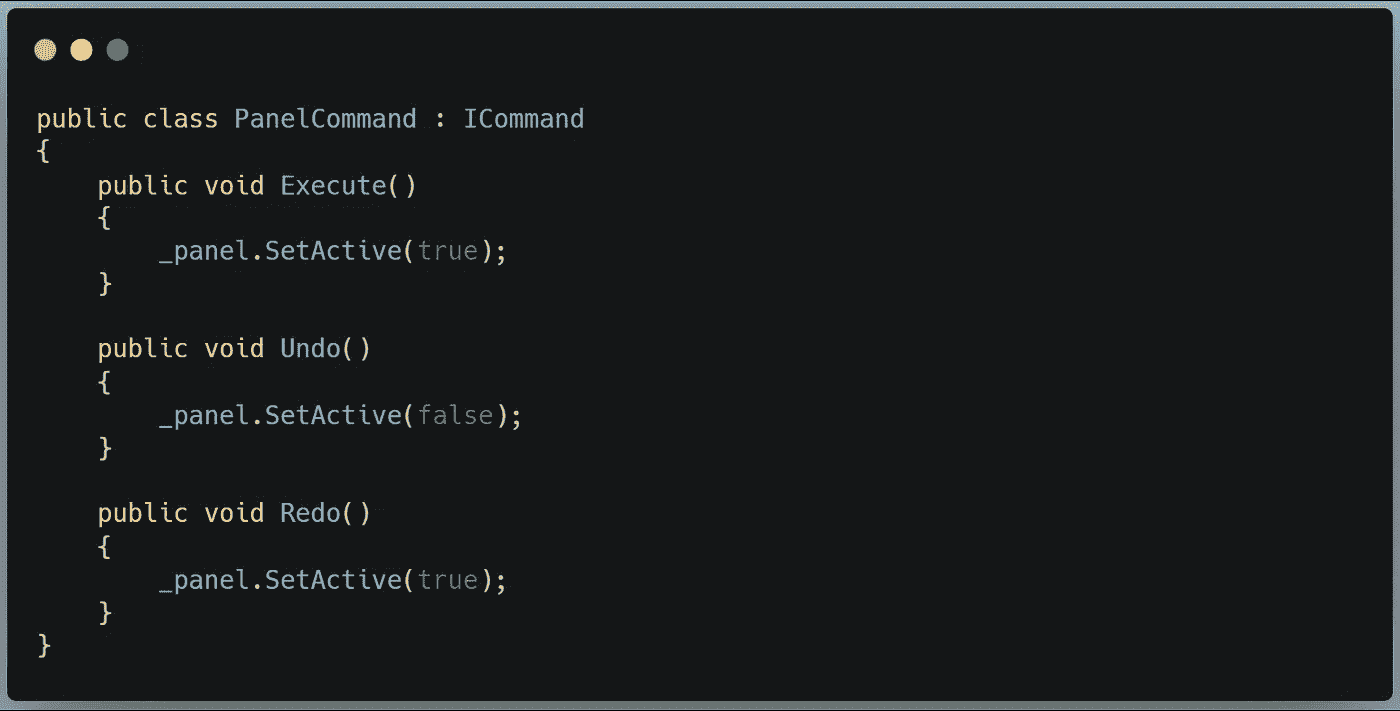 public class PanelCommand : ICommand
{
    public void Execute()
    {
        _panel.SetActive(true);
    }

    public void Undo()
    {
        _panel.SetActive(false);
    }

    public void Redo()
    {
        _panel.SetActive(true);
    }
}